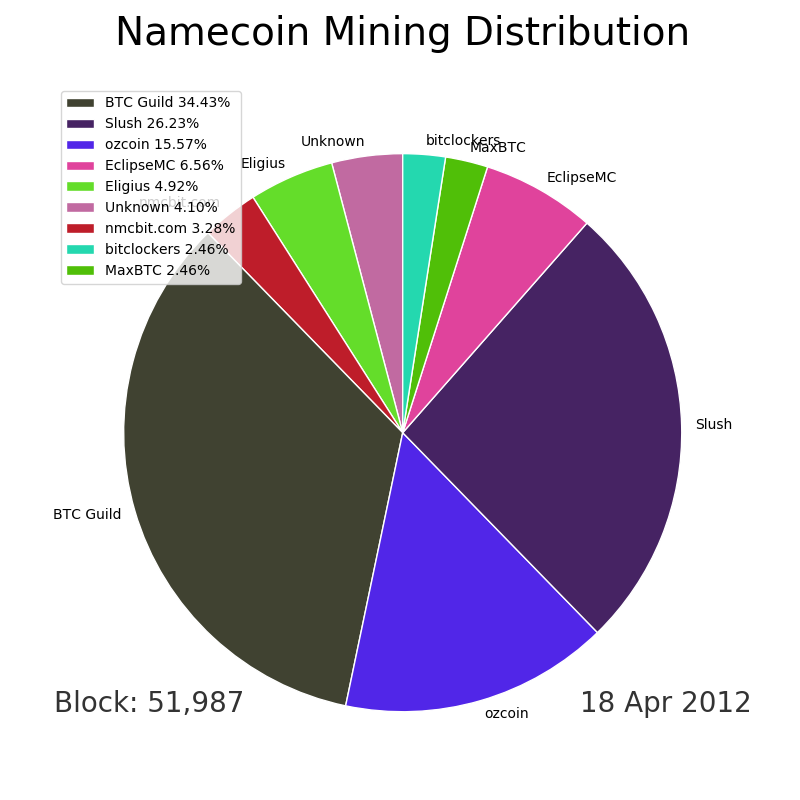 Namecoin Mining Distribution
BTC Guild 34.43%
Slush 26.23%
ozcoin 15.57%
EclipseMC 6.56%
Eligius 4.92%
Unknown 4.10%
nmcbit.com 3.28%
bitclockers 2.46%
MaxBTC 2.46%
nmcbit.com
Eligius
Unknown
bitclockers
MaxBTC
EclipseMC
Slush
BTC Guild
ozcoin
Block: 51,987
18 Apr 2012